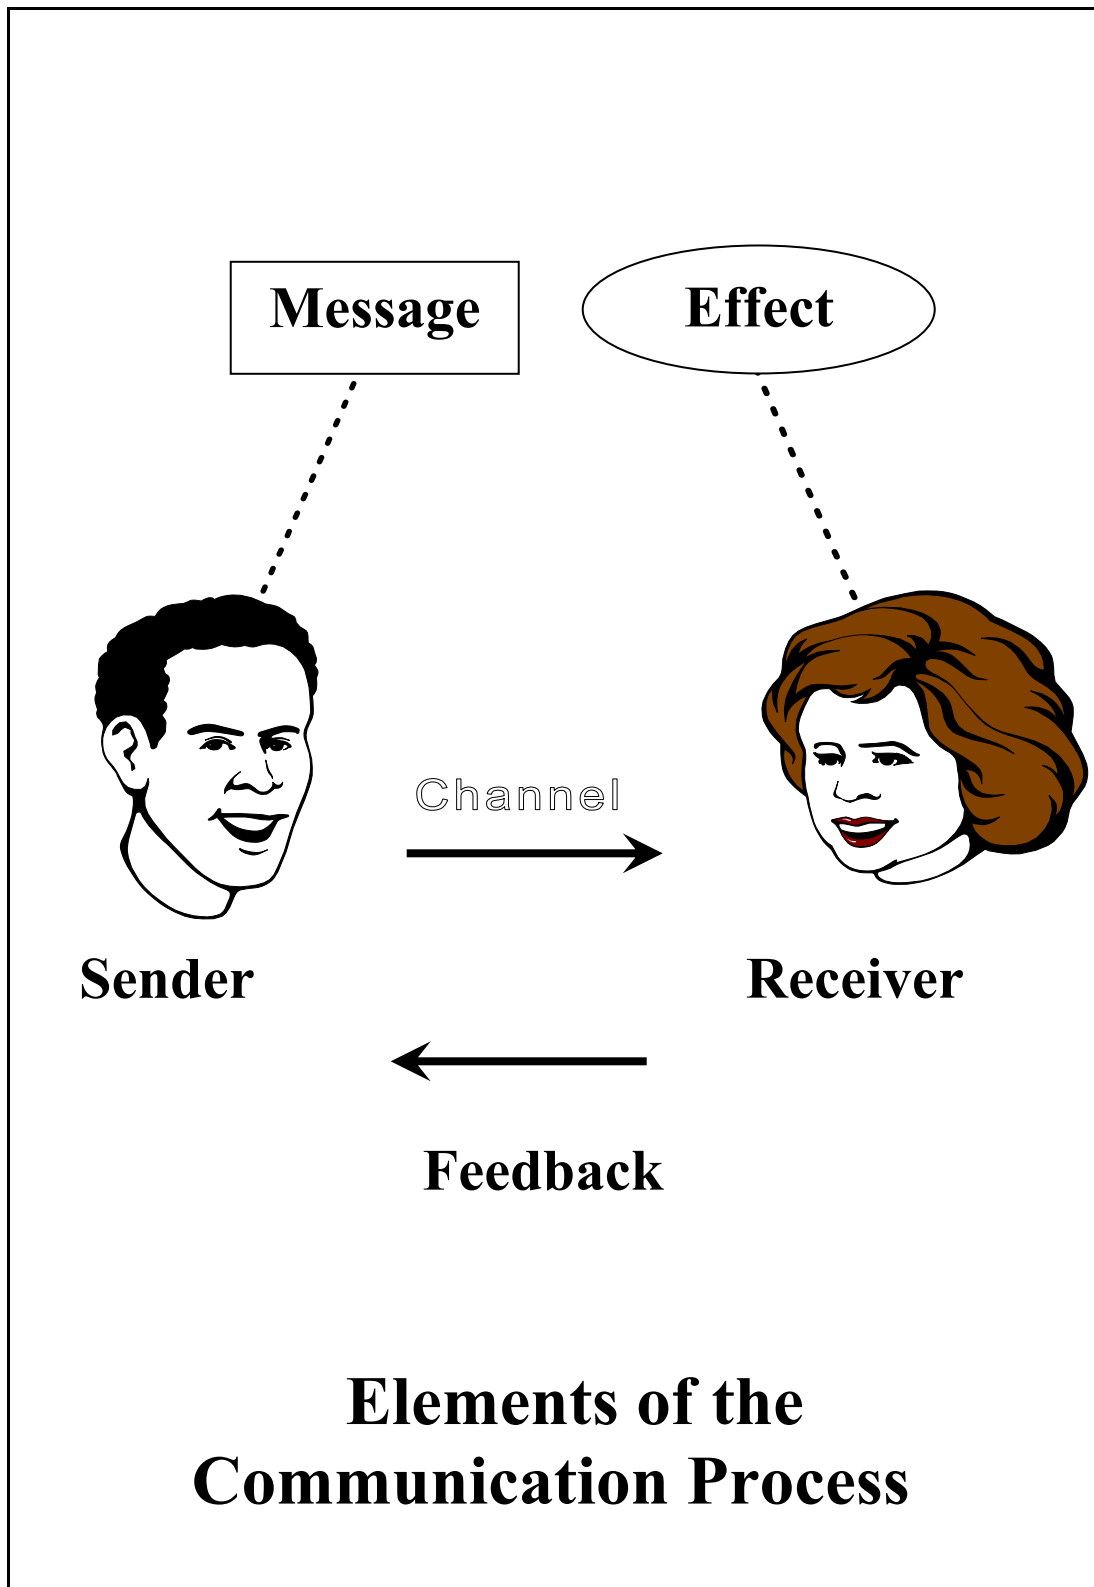 Message
Effect
Channel
Sender
Receiver
Feedback
Elements of the
Communication Process